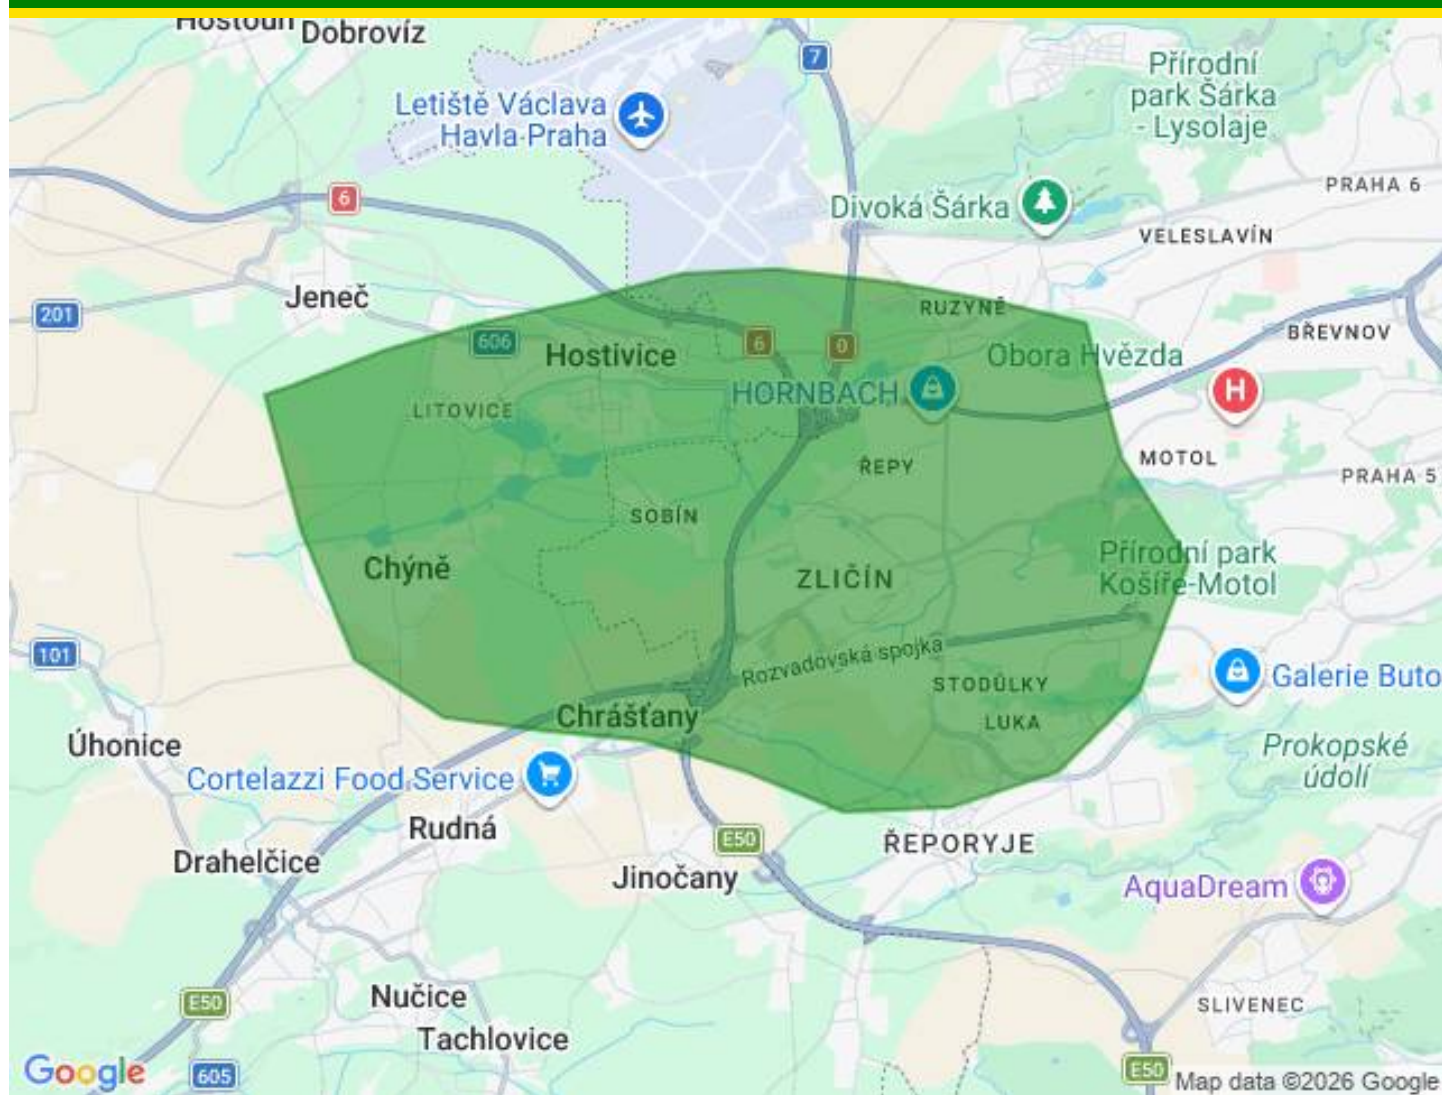 Hostouň
Dobrovíz
7
Přírodní
park Šárka
- Lysolaje
Letiště Václava
Havla Praha
6
PRAHA 6
Divoká Šárka
VELESLAVÍN
Jeneč
201
RUZYNĚ
606
Hostivice
6
0
Obora Hvězda
BŘEVNOV
HORNBACH
H
LITOVICE
ŘEPY
MOTOL
PRAHA 5
SOBÍN
Chýně
ZLIČÍN
Přírodní park
Košíře-Motol
101
Rozvadovská spojka
STODŮLKY
Galerie Buto
Chrášťany
LUKA
Úhonice
Prokopské
údolí
Cortelazzi Food Service
Rudná
E50
ŘEPORYJE
Drahelčice
Jinočany
AquaDream
E50
Nučice
SLIVENEC
Tachlovice
Google
605
E50
Map data ©2026 Google